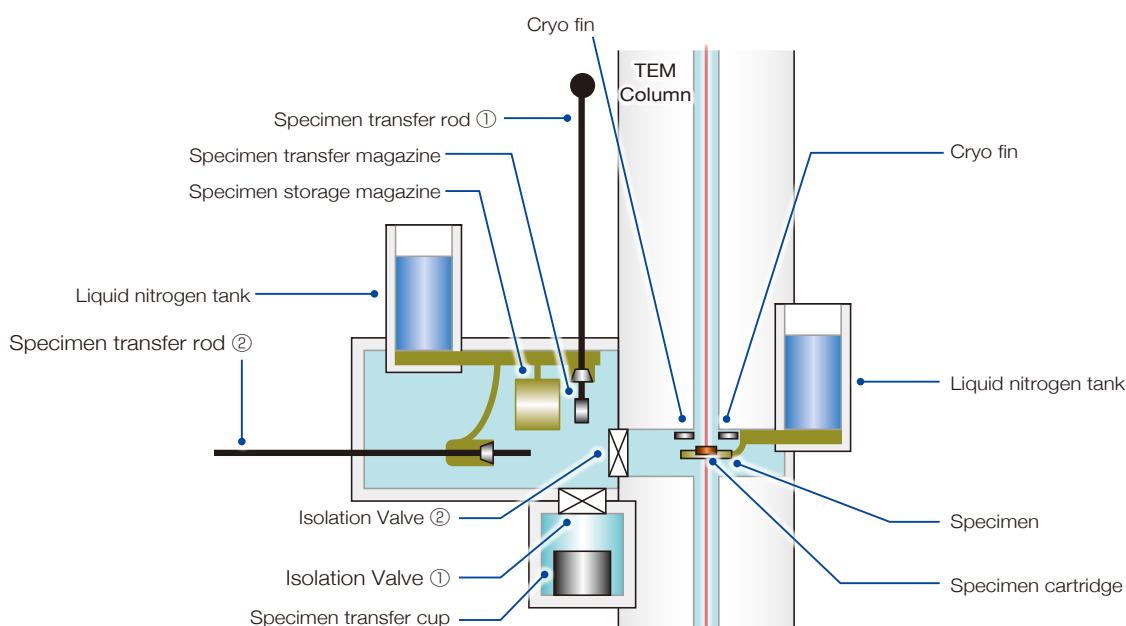 Cryo fin
TEM
Column
Specimen transfer rod ①
Cryo fin
Specimen transfer magazine
Specimen storage magazine
Liquid nitrogen tank
Specimen transfer rod ②
Liquid nitrogen tank
Isolation Valve ②
Specimen
Isolation Valve ①
Specimen cartridge
Specimen transfer cup